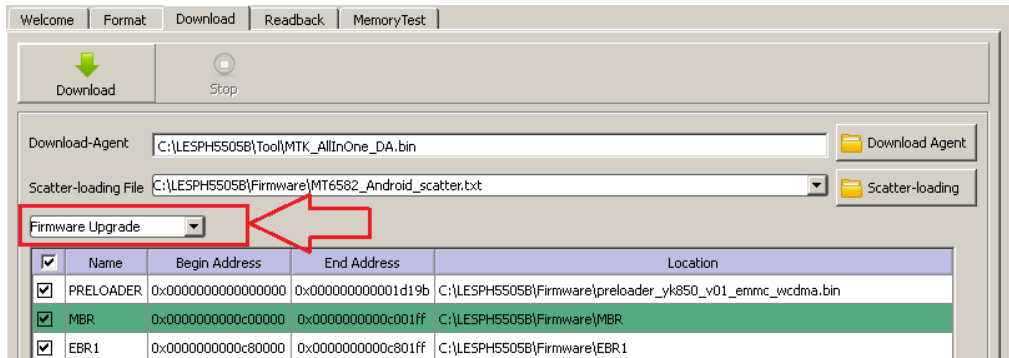 Welcome Format Download Readback MemoryTest
Download Stop
Download-Agent C:\LESPH5505B\Tool\MTK_AllInOne_DA.bin Download Agent
Scatter-loading File C:\LESPH5505B\Firmware\MT6582_Android_scatter.txt Scatter-loading
Firmware Upgrade
Name Begin Address End Address Location
PRELOADER 0x0000000000000000 0x000000000001d19b C:\LESPH5505B\Firmware\preloader_yk850_v01_emmc_wcdma.bin
MBR 0x0000000000c00000 0x0000000000c001ff C:\LESPH5505B\Firmware\MBR
EBR1 0x0000000000c80000 0x0000000000c801ff C:\LESPH5505B\Firmware\EBR1